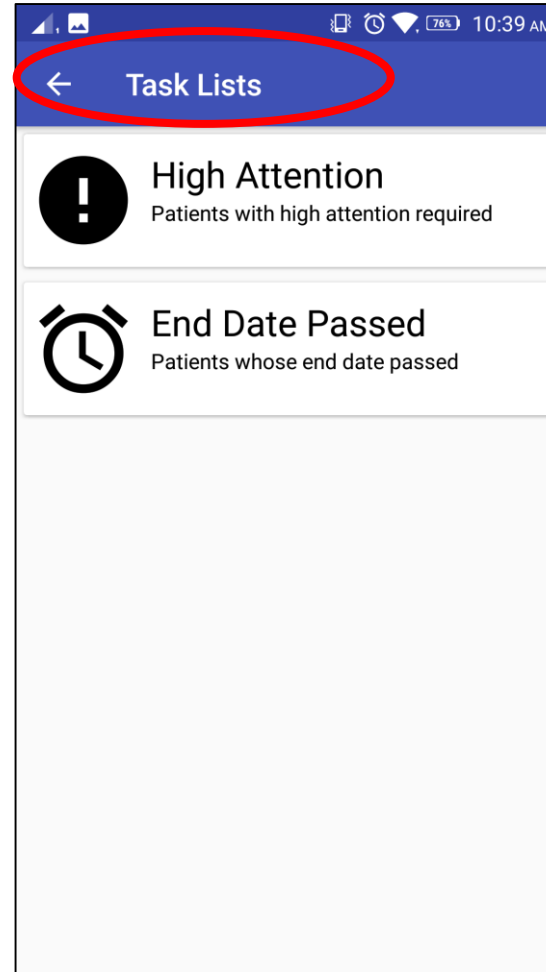 76% 10:39 AM
Task Lists
High Attention
Patients with high attention required
End Date Passed
Patients whose end date passed